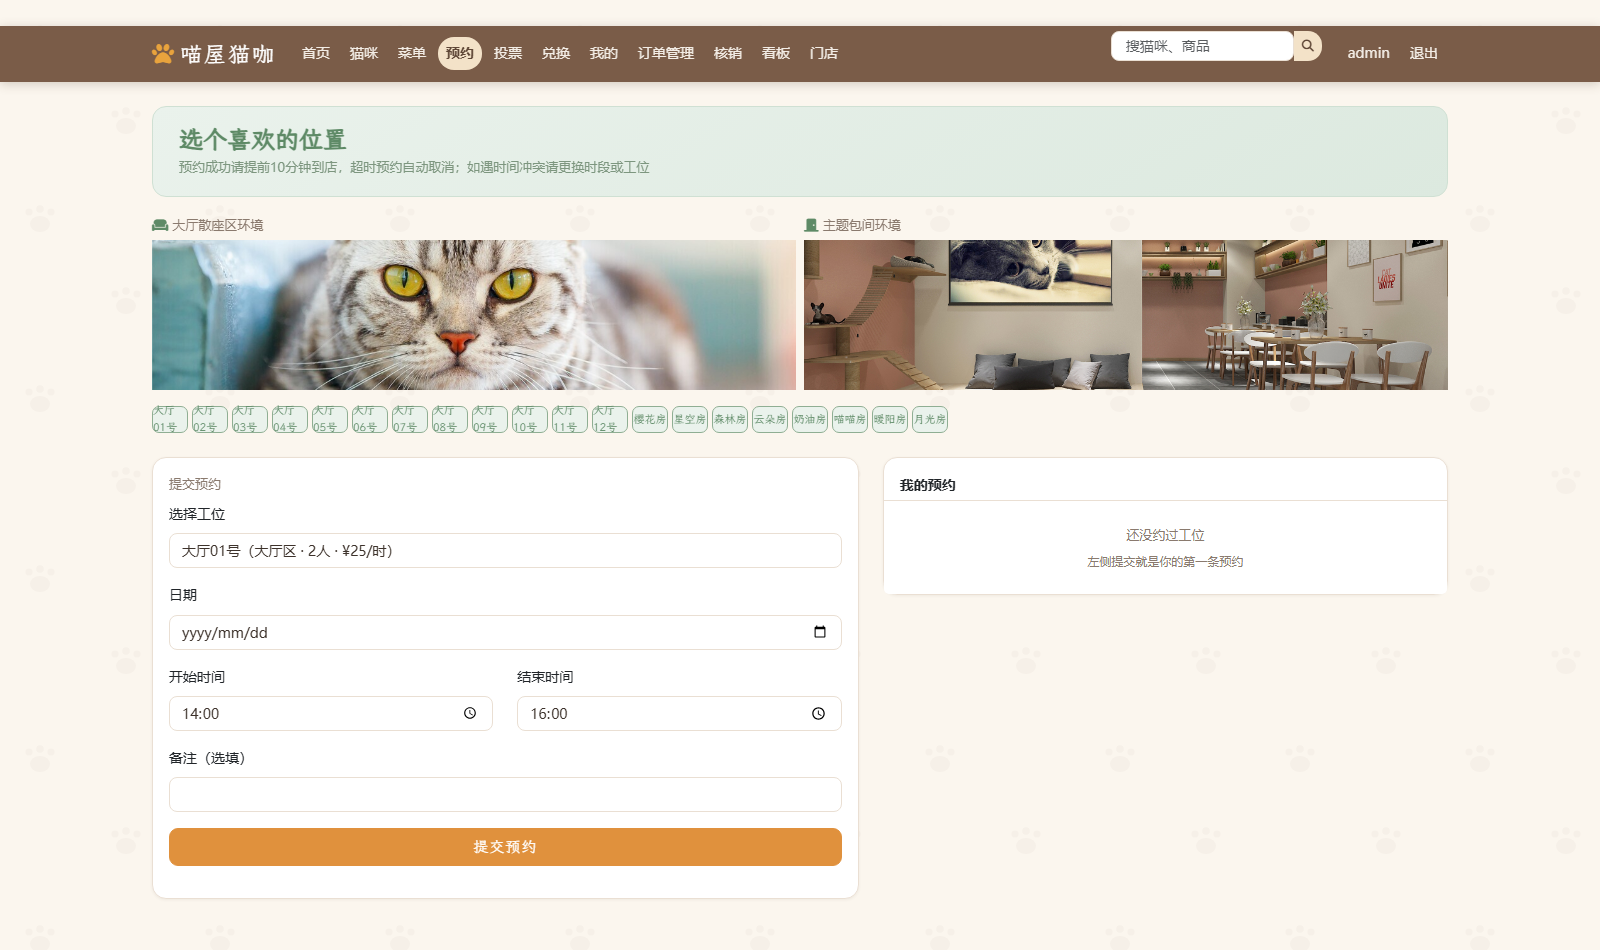 喵屋猫咖 首页 猫咪 菜单 预约 投票 兑换 我的 订单管理 核销 看板 门店 搜猫咪、商品 admin 退出
选个喜欢的位置
预约成功请提前10分钟到店，超时预约自动取消；如遇时间冲突请更换时段或工位
大厅散座区环境
主题包间环境
大厅01号 大厅02号 大厅03号 大厅04号 大厅05号 大厅06号 大厅07号 大厅08号 大厅09号 大厅10号 大厅11号 大厅12号 樱花房 星空房 森林房 云朵房 奶油房 喵喵房 暖阳房 月光房
提交预约
选择工位
大厅01号（大厅区 · 2人 · ¥25/时）
日期
yyyy/mm/dd
开始时间 结束时间
14:00 16:00
备注（选填）
提交预约
我的预约
还没约过工位
左侧提交就是你的第一条预约